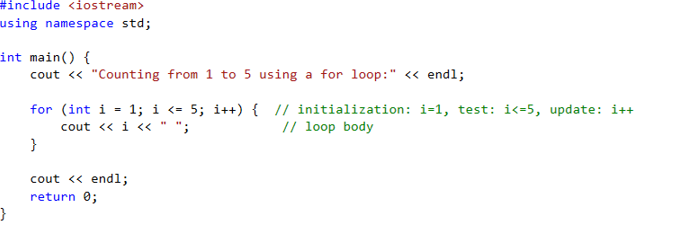 #include <iostream>
using namespace std;

int main() {
    cout << "Counting from 1 to 5 using a for loop:" << endl;

    for (int i = 1; i <= 5; i++) {  // initialization: i=1, test: i<=5, update: i++
        cout << i << " ";            // loop body
    }

    cout << endl;
    return 0;
}